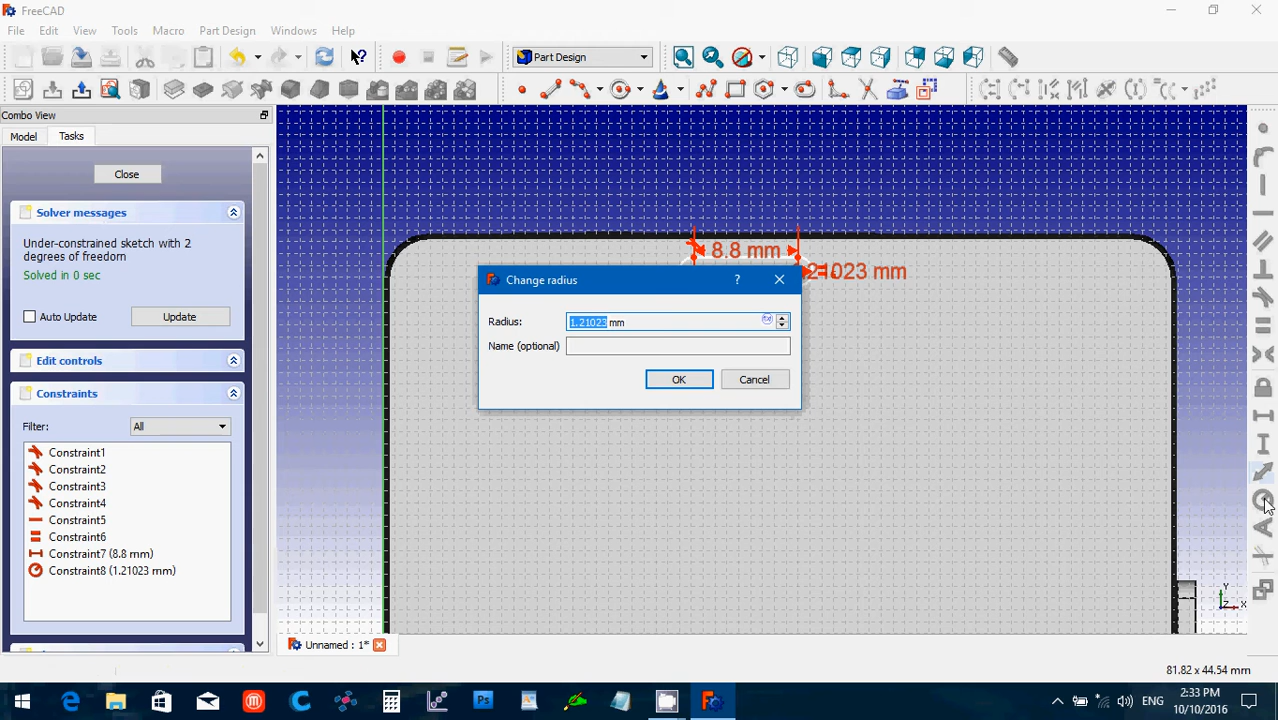 FreeCAD
File Edit View Tools Macro Part Design Windows Help
Part Design
Combo View
Model Tasks
Close
Solver messages
Under-constrained sketch with 2
degrees of freedom
Solved in 0 sec
Auto Update Update
Edit controls
Constraints
Filter: All
Constraint1
Constraint2
Constraint3
Constraint4
Constraint5
Constraint6
Constraint7 (8.8 mm)
Constraint8 (1.21023 mm)
8.8 mm
21023 mm
Change radius ?
Radius: 1.21023 mm
Name (optional)
OK Cancel
Y
Z X
Unnamed : 1*
81.82 x 44.54 mm
ENG
2:33 PM
10/10/2016